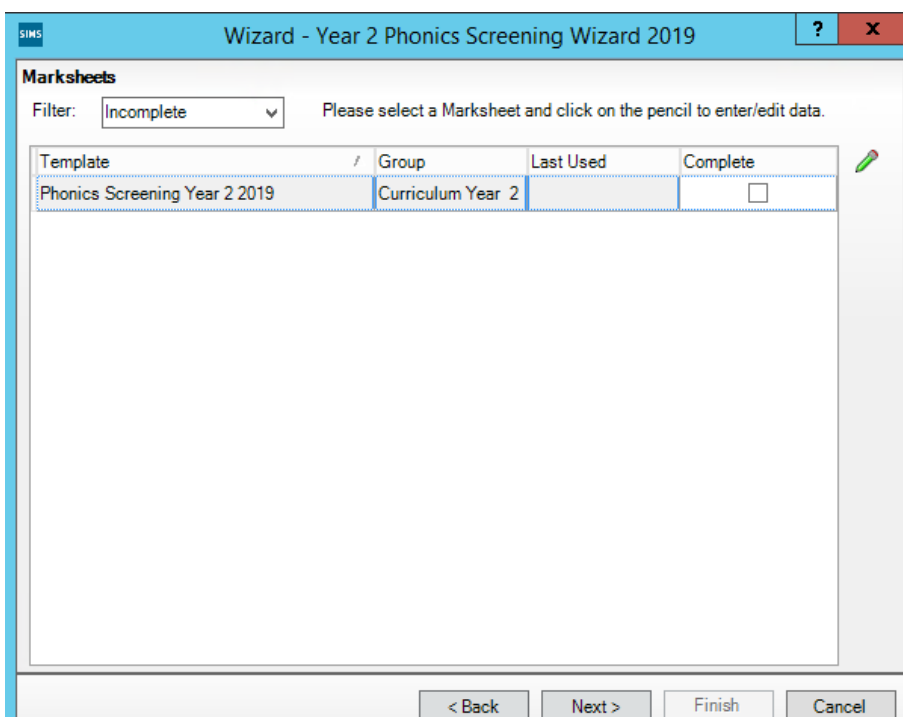 SIMS
Wizard - Year 2 Phonics Screening Wizard 2019
?
x
Marksheets
Filter: Incomplete Please select a Marksheet and click on the pencil to enter/edit data.
Template / Group Last Used Complete
Phonics Screening Year 2 2019 Curriculum Year 2
< Back Next > Finish Cancel